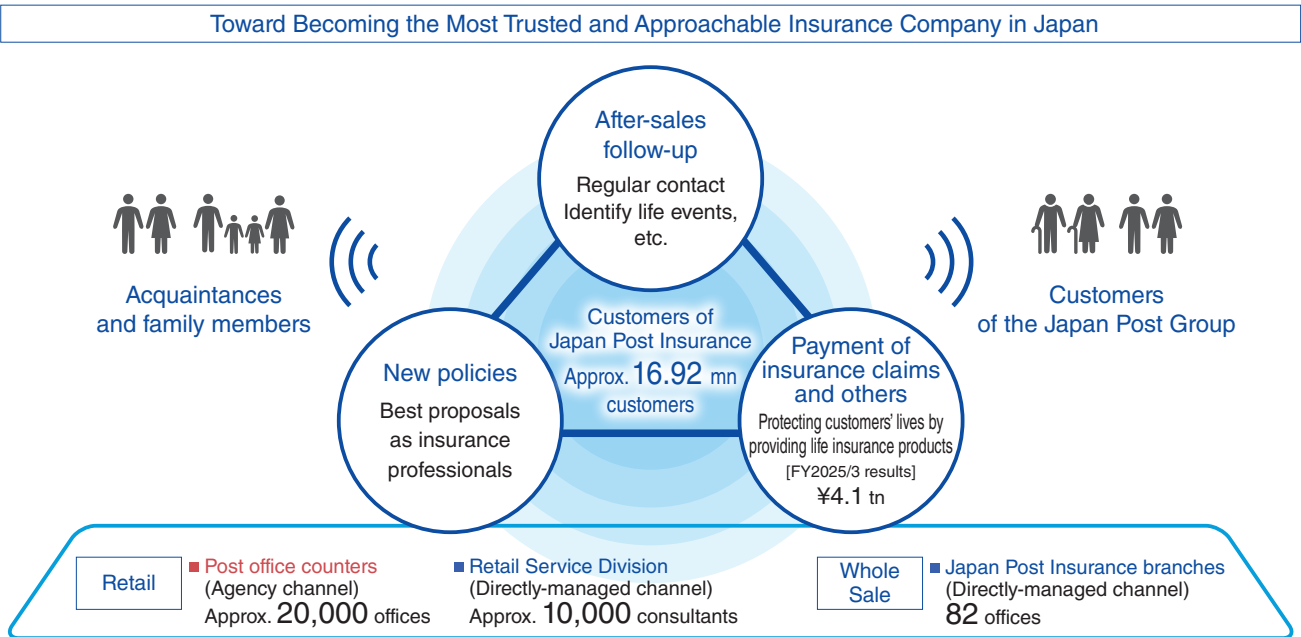 Toward Becoming the Most Trusted and Approachable Insurance Company in Japan
After-sales
follow-up
Regular contact
Identify life events,
etc.
Acquaintances
and family members
Customers
of the Japan Post Group
Customers of
Japan Post Insurance
Approx. 16.92 mn
customers
New policies
Best proposals
as insurance
professionals
Payment of
insurance claims
and others
Protecting customers' lives by
providing life insurance products
[FY2025/3 results]
¥4.1 tn
Retail
■ Post office counters
(Agency channel)
Approx. 20,000 offices
■ Retail Service Division
(Directly-managed channel)
Approx. 10,000 consultants
Whole
Sale
■ Japan Post Insurance branches
(Directly-managed channel)
82 offices